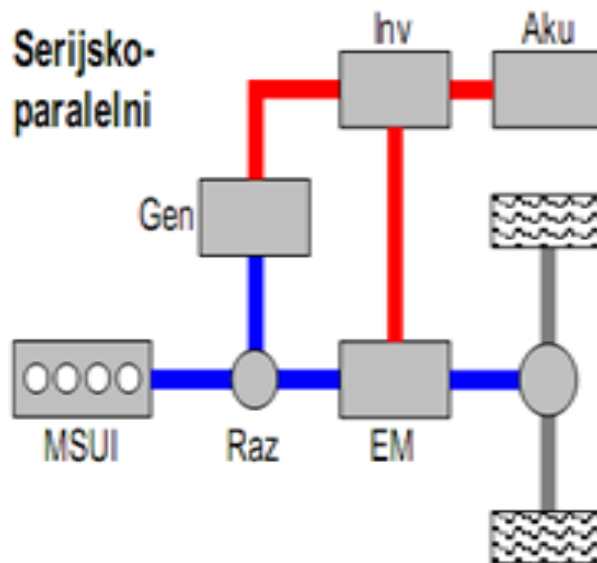 Serijsko-
paralelni
Inv
Aku
Gen
MSUI
Raz
EM